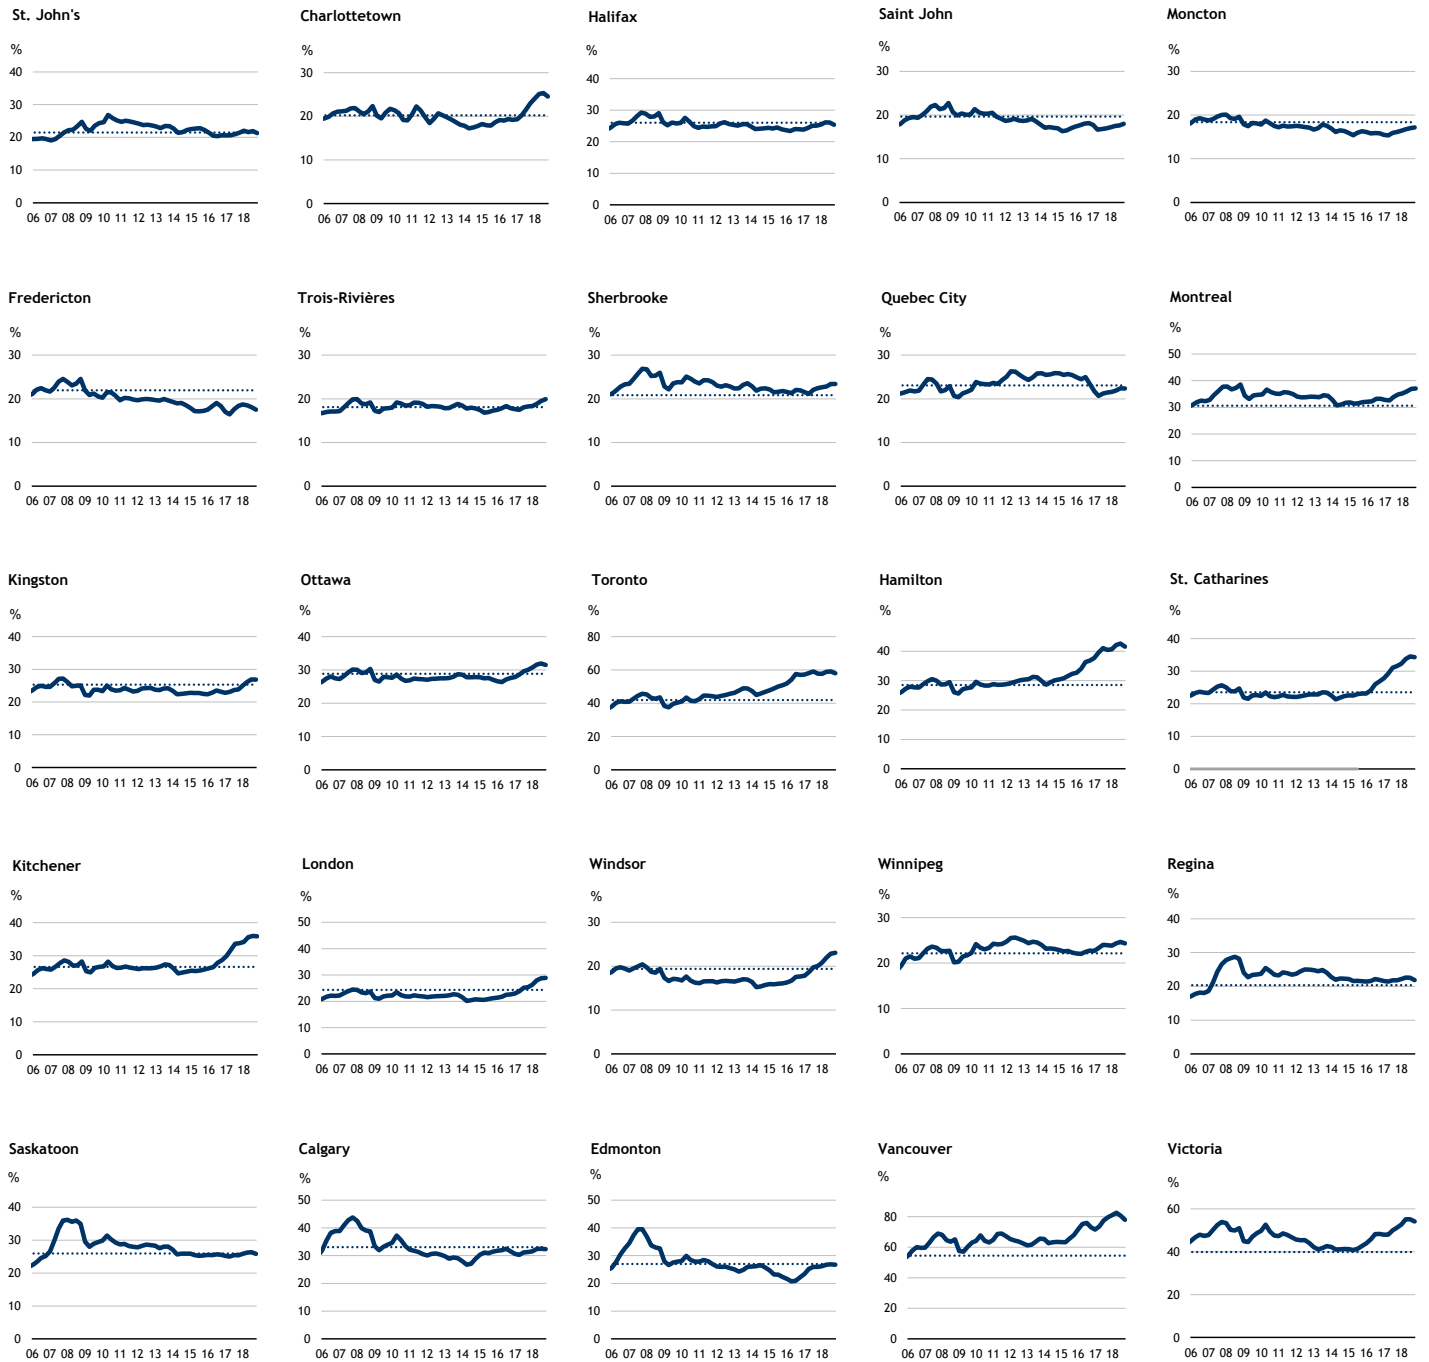 St. John's
%
40
30
20
10
0
06 07 08 09 10 11 12 13 14 15 16 17 18
Charlottetown
%
30
20
10
0
06 07 08 09 10 11 12 13 14 15 16 17 18
Halifax
%
40
30
20
10
0
06 07 08 09 10 11 12 13 14 15 16 17 18
Saint John
%
30
20
10
0
06 07 08 09 10 11 12 13 14 15 16 17 18
Moncton
%
30
20
10
0
06 07 08 09 10 11 12 13 14 15 16 17 18
Fredericton
%
30
20
10
0
06 07 08 09 10 11 12 13 14 15 16 17 18
Trois-Rivières
%
30
20
10
0
06 07 08 09 10 11 12 13 14 15 16 17 18
Sherbrooke
%
30
20
10
0
06 07 08 09 10 11 12 13 14 15 16 17 18
Quebec City
%
30
20
10
0
06 07 08 09 10 11 12 13 14 15 16 17 18
Montreal
%
50
40
30
20
10
0
06 07 08 09 10 11 12 13 14 15 16 17 18
Kingston
%
40
30
20
10
0
06 07 08 09 10 11 12 13 14 15 16 17 18
Ottawa
%
40
30
20
10
0
06 07 08 09 10 11 12 13 14 15 16 17 18
Toronto
%
80
60
40
20
0
06 07 08 09 10 11 12 13 14 15 16 17 18
Hamilton
%
40
30
20
10
0
06 07 08 09 10 11 12 13 14 15 16 17 18
St. Catharines
%
40
30
20
10
0
06 07 08 09 10 11 12 13 14 15 16 17 18
Kitchener
%
40
30
20
10
0
06 07 08 09 10 11 12 13 14 15 16 17 18
London
%
50
40
30
20
10
0
06 07 08 09 10 11 12 13 14 15 16 17 18
Windsor
%
30
20
10
0
06 07 08 09 10 11 12 13 14 15 16 17 18
Winnipeg
%
30
20
10
0
06 07 08 09 10 11 12 13 14 15 16 17 18
Regina
%
40
30
20
10
0
06 07 08 09 10 11 12 13 14 15 16 17 18
Saskatoon
%
40
30
20
10
0
06 07 08 09 10 11 12 13 14 15 16 17 18
Calgary
%
50
40
30
20
10
0
06 07 08 09 10 11 12 13 14 15 16 17 18
Edmonton
%
50
40
30
20
10
0
06 07 08 09 10 11 12 13 14 15 16 17 18
Vancouver
%
80
60
40
20
0
06 07 08 09 10 11 12 13 14 15 16 17 18
Victoria
%
60
40
20
0
06 07 08 09 10 11 12 13 14 15 16 17 18